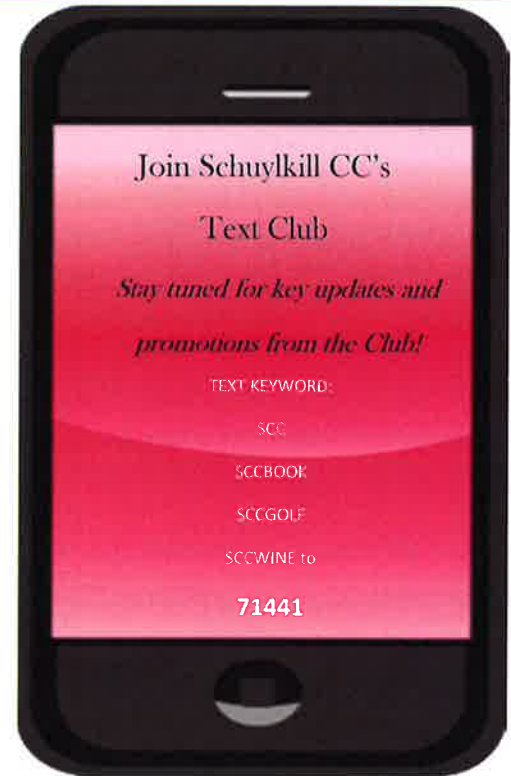 Join Schuylkill CC's
Text Club
Stay tuned for key updates and
promotions from the Club!
TEXT KEYWORD:
SCC
SCCBOOK
SCCGOLF
SCCWINE to
71441